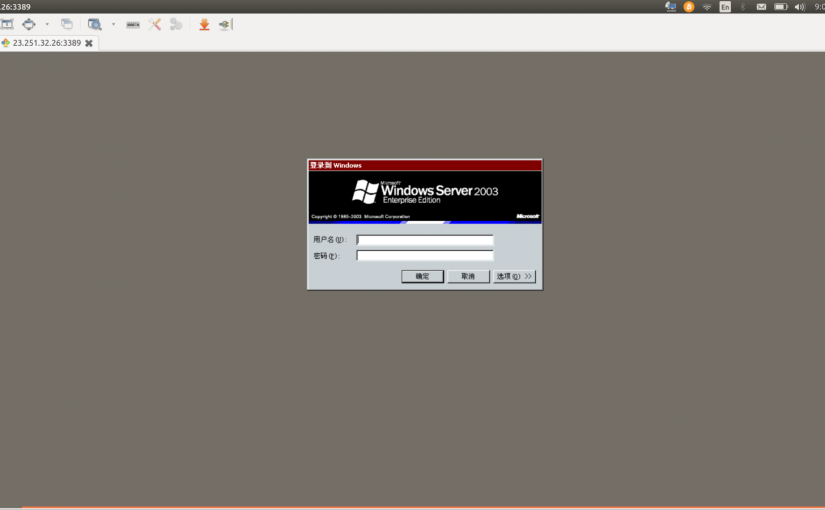 .26:3389
En
9:0
23.251.32.26:3389
登录到 Windows
Microsoft
Windows Server 2003
Enterprise Edition
Copyright © 1985-2003 Microsoft Corporation
Microsoft
用户名(U):
密码(P):
确定
取消
选项(O) >>